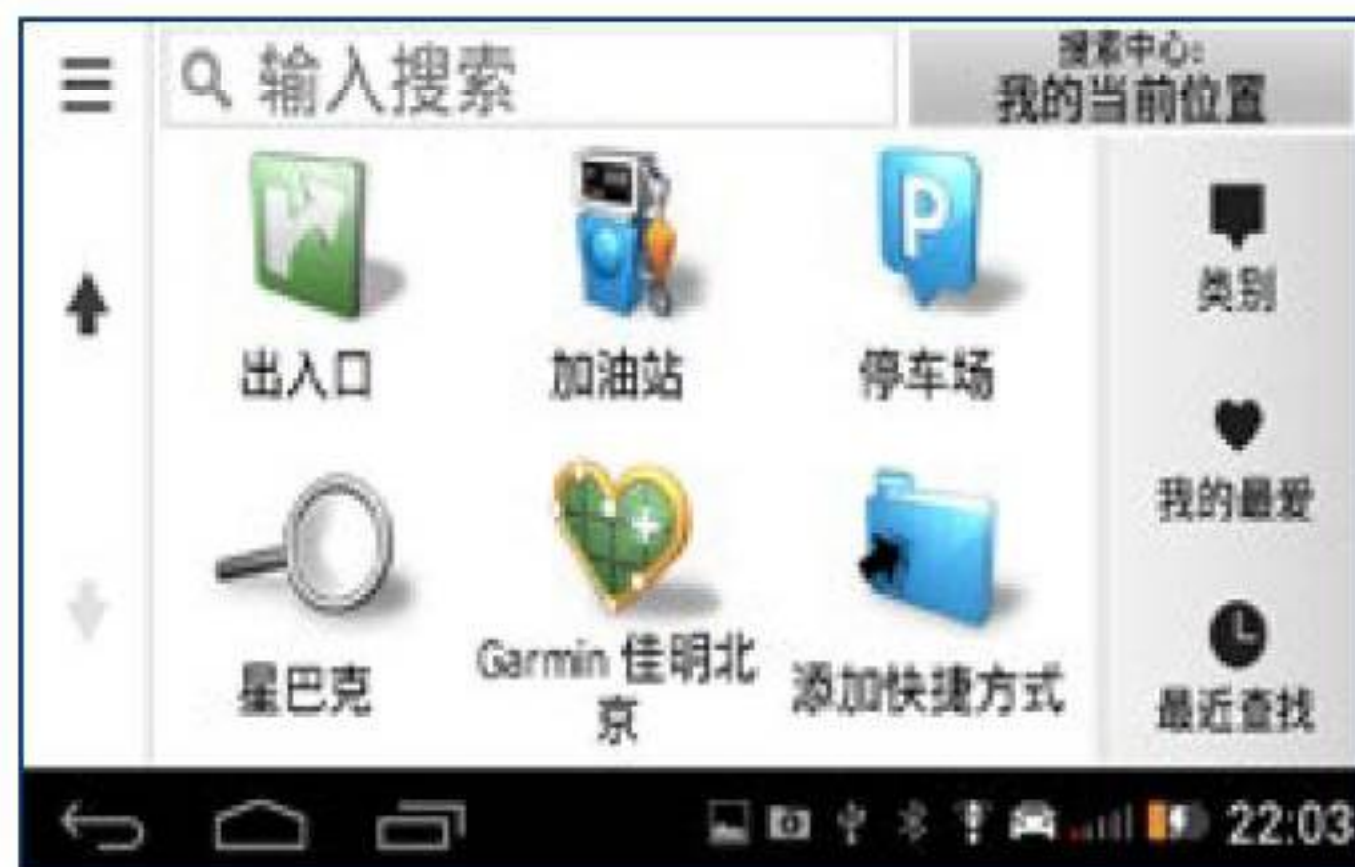 输入搜索
搜索中心:
我的当前位置
P
类别
出入口
加油站
停车场
我的最爱
星巴克
Garmin 佳明北
京
添加快捷方式
最近查找
22:03